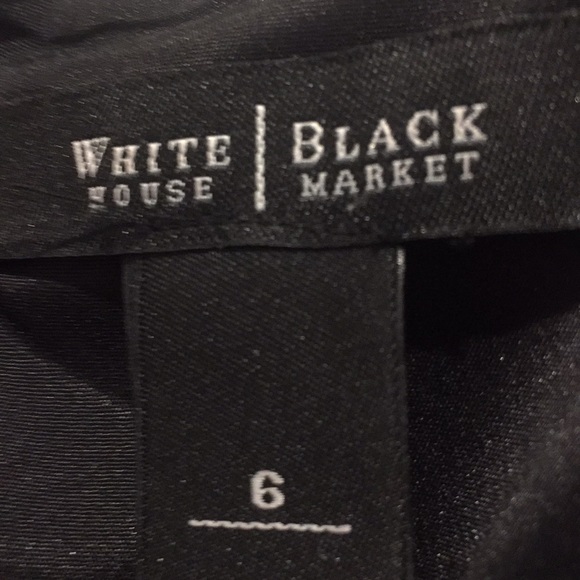 WHITE | BLACK
HOUSE | MARKET
6